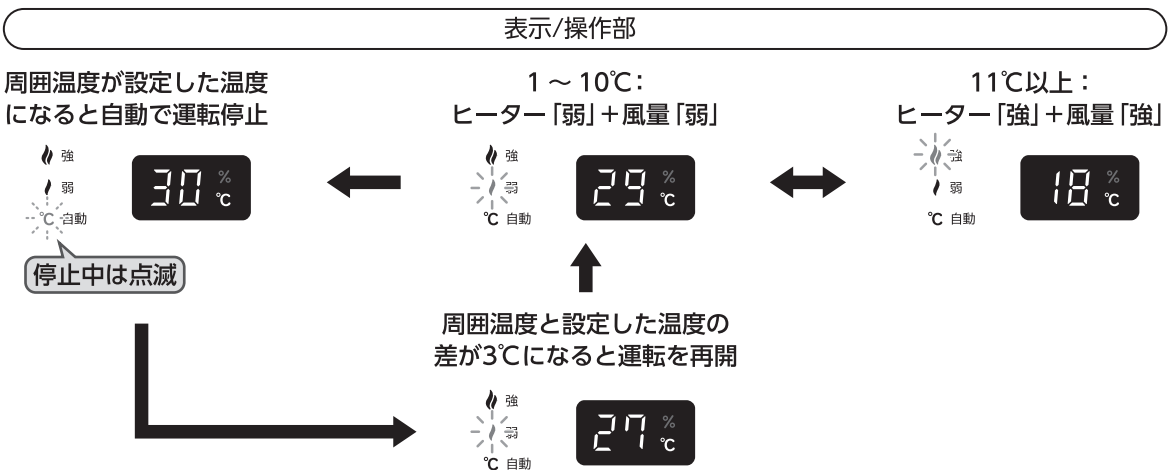 表示/操作部
周囲温度が設定した温度
になると自動で運転停止
強
弱
℃ 自動
30 %
℃
停止中は点滅
1～10℃：
ヒーター「弱」＋風量「弱」
強
弱
℃ 自動
29 %
℃
11℃以上：
ヒーター「強」＋風量「強」
強
弱
℃ 自動
18 %
℃
周囲温度と設定した温度の
差が3℃になると運転を再開
強
弱
℃ 自動
27 %
℃